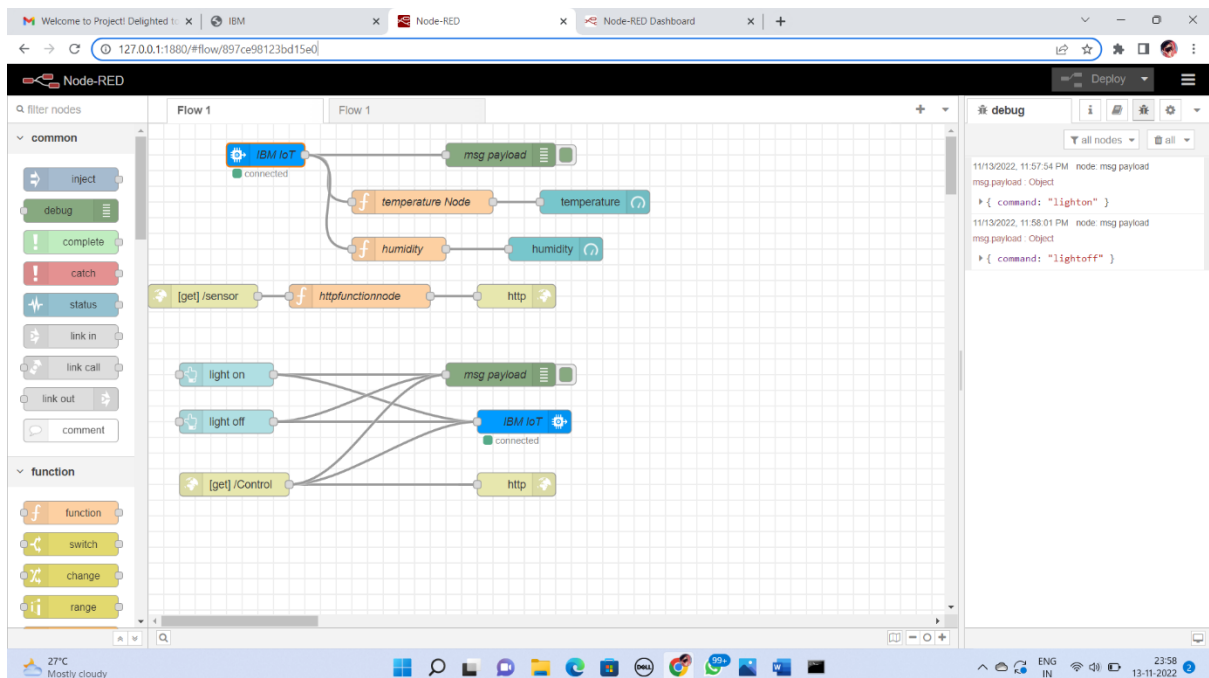 Welcome to Project! Delighted to
IBM
Node-RED
Node-RED Dashboard
127.0.0.1:1880/#flow/897ce98123bd15e0
Node-RED
Deploy
filter nodes
Flow 1
Flow 1
debug
i
all nodes
all
common
inject
debug
complete
catch
status
link in
link call
link out
comment
function
function
switch
change
range
IBM IoT
connected
msg payload
temperature Node
temperature
humidity
humidity
[get] /sensor
httpfunctionnode
http
light on
msg payload
light off
IBM IoT
connected
[get] /Control
http
11/13/2022, 11:57:54 PM node: msg payload
msg.payload : Object
{ command: "lighton" }
11/13/2022, 11:58:01 PM node: msg payload
msg.payload : Object
{ command: "lightoff" }
27°C
Mostly cloudy
DELL
99+
ENG
IN
23:58
13-11-2022
2